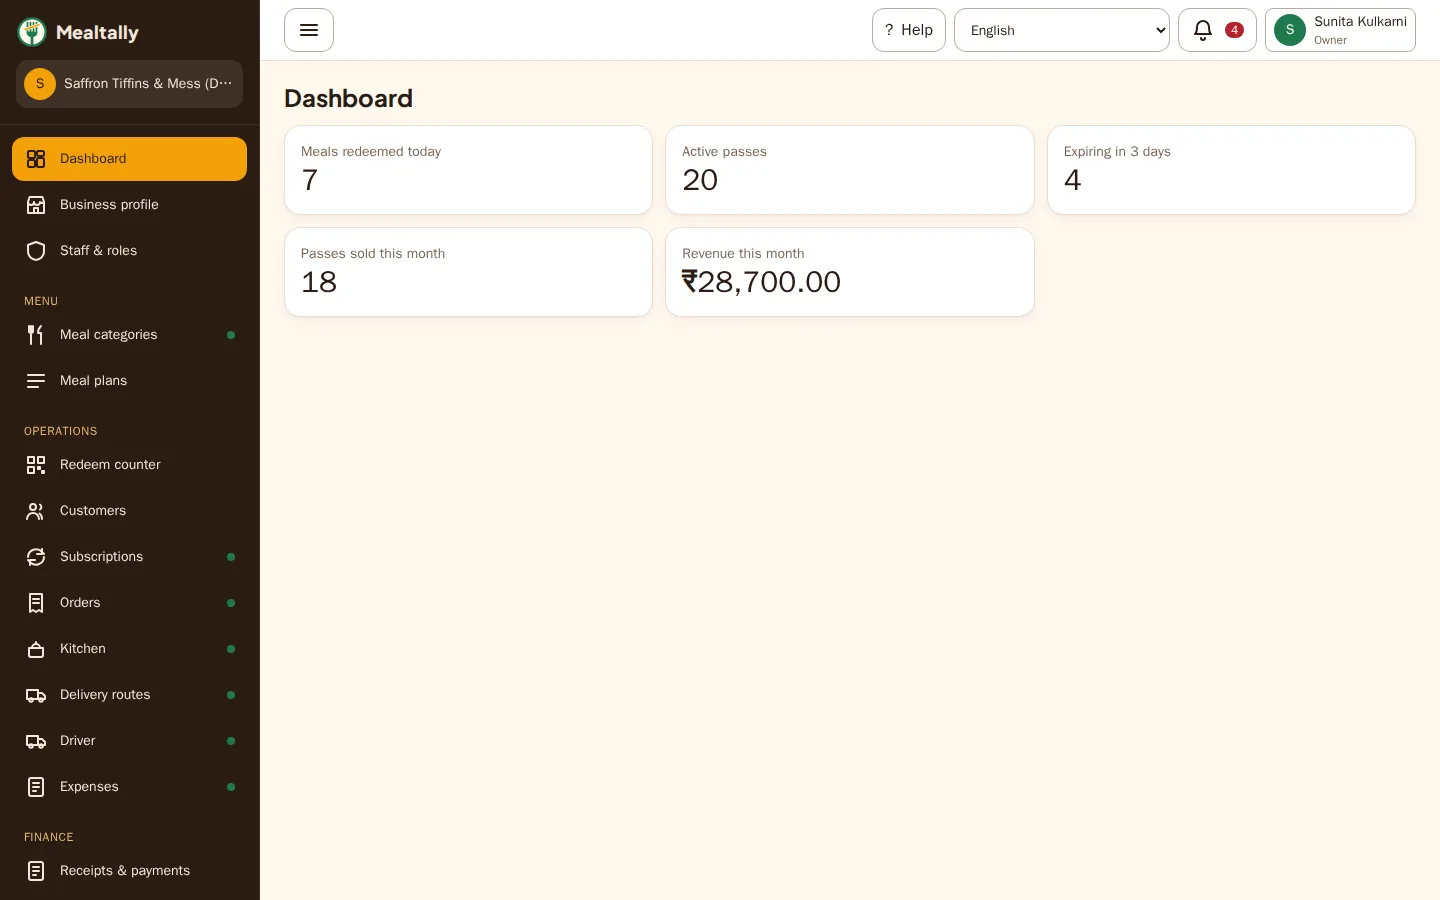 Mealtally
S Saffron Tiffins & Mess (D···
Dashboard
Business profile
Staff & roles
MENU
Meal categories
Meal plans
OPERATIONS
Redeem counter
Customers
Subscriptions
Orders
Kitchen
Delivery routes
Driver
Expenses
FINANCE
Receipts & payments
? Help
English
4
S
Sunita Kulkarni
Owner
Dashboard
Meals redeemed today
7
Active passes
20
Expiring in 3 days
4
Passes sold this month
18
Revenue this month
₹28,700.00